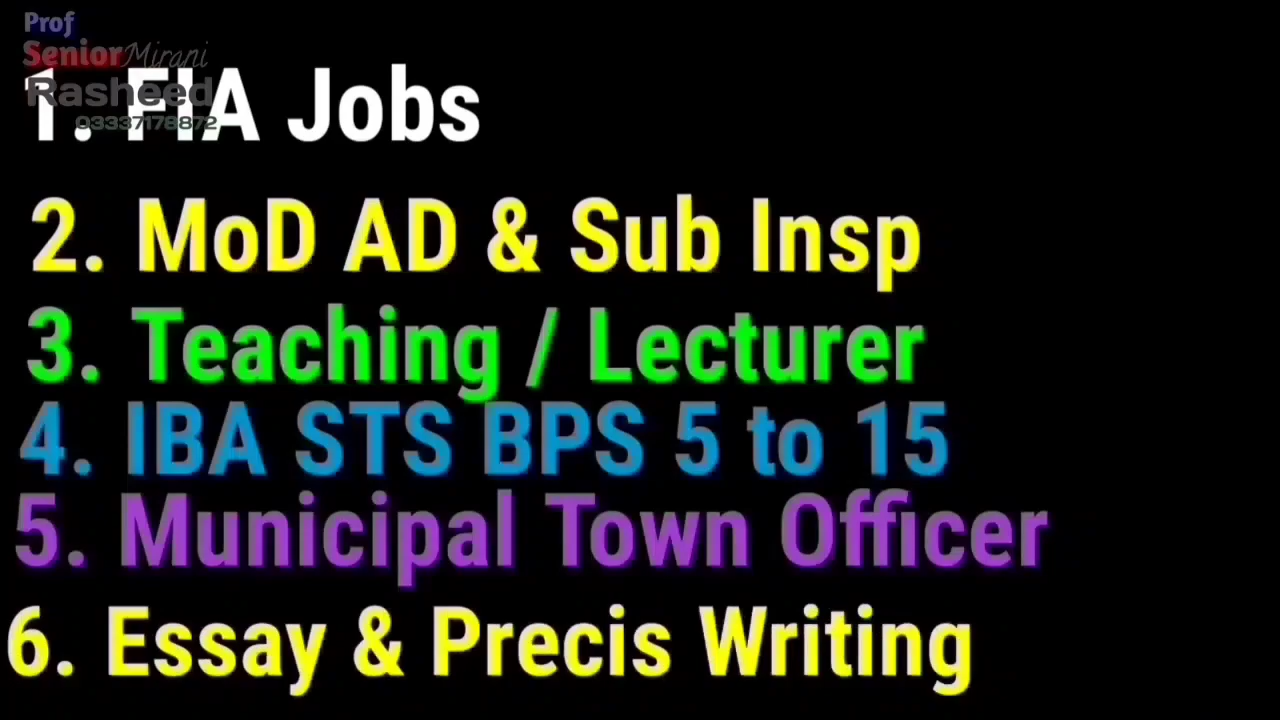 Prof
Senior Mirani
Rasheed
1. FIA Jobs
03337178872
2. MoD AD & Sub Insp
3. Teaching / Lecturer
4. IBA STS BPS 5 to 15
5. Municipal Town Officer
6. Essay & Precis Writing